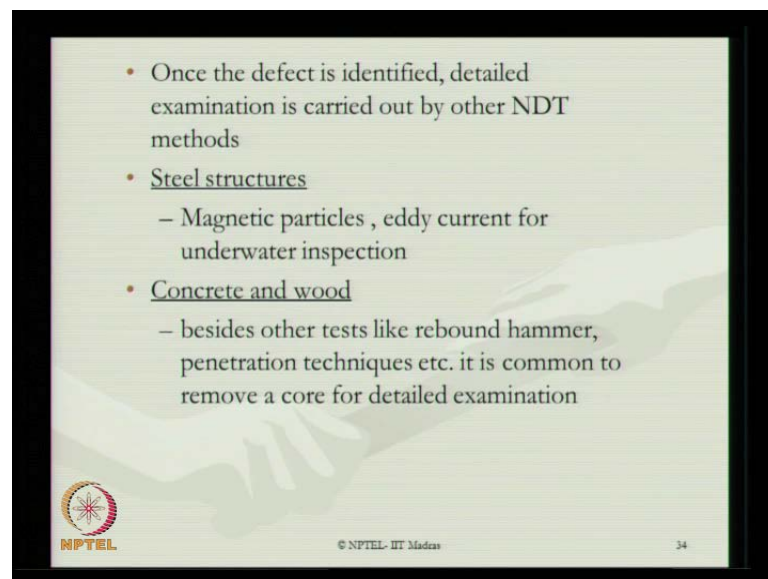 • Once the defect is identified, detailed
examination is carried out by other NDT
methods
• Steel structures
– Magnetic particles , eddy current for
underwater inspection
• Concrete and wood
– besides other tests like rebound hammer,
penetration techniques etc. it is common to
remove a core for detailed examination
NPTEL
© NPTEL- IIT Madras
34